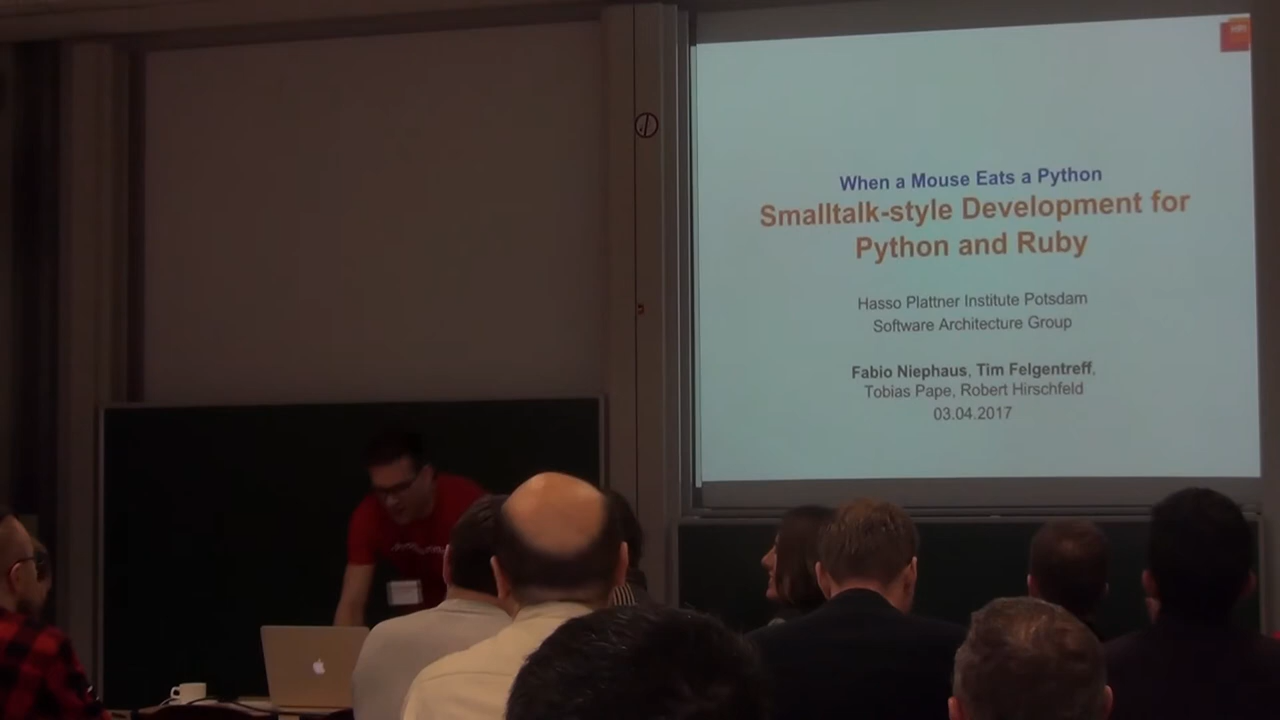 When a Mouse Eats a Python
Smalltalk-style Development for
Python and Ruby
Hasso Plattner Institute Potsdam
Software Architecture Group
Fabio Niephaus, Tim Felgentreff,
Tobias Pape, Robert Hirschfeld
03.04.2017